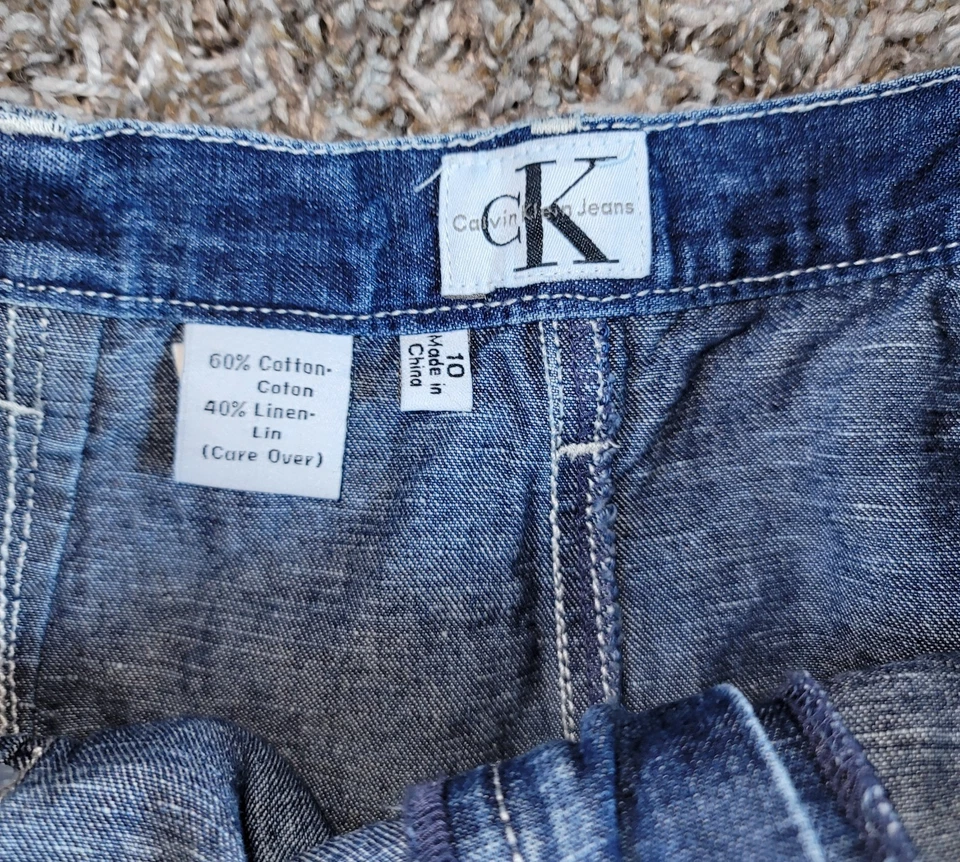 cK
Calvin Klein Jeans
60% Cotton-
Coton
40% Linen-
Lin
(Care Over)
10
Made in
China